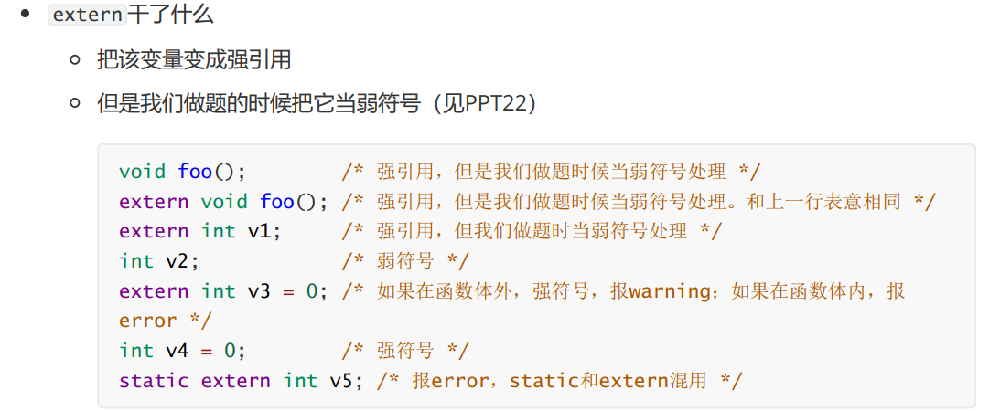 extern干了什么
把该变量变成强引用
但是我们做题的时候把它当弱符号（见PPT22）
void foo();        /* 强引用，但是我们做题时候当弱符号处理 */
extern void foo(); /* 强引用，但是我们做题时候当弱符号处理。和上一行表意相同 */
extern int v1;     /* 强引用，但我们做题时当弱符号处理 */
int v2;            /* 弱符号 */
extern int v3 = 0; /* 如果在函数体外，强符号，报warning；如果在函数体内，报
error */
int v4 = 0;        /* 强符号 */
static extern int v5; /* 报error，static和extern混用 */